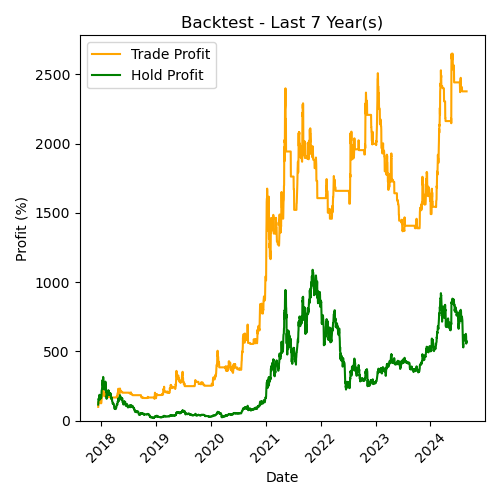 Backtest - Last 7 Year(s)
Trade Profit
Hold Profit
Profit (%)
2500
2000
1500
1000
500
0
2018
2019
2020
2021
2022
2023
2024
Date